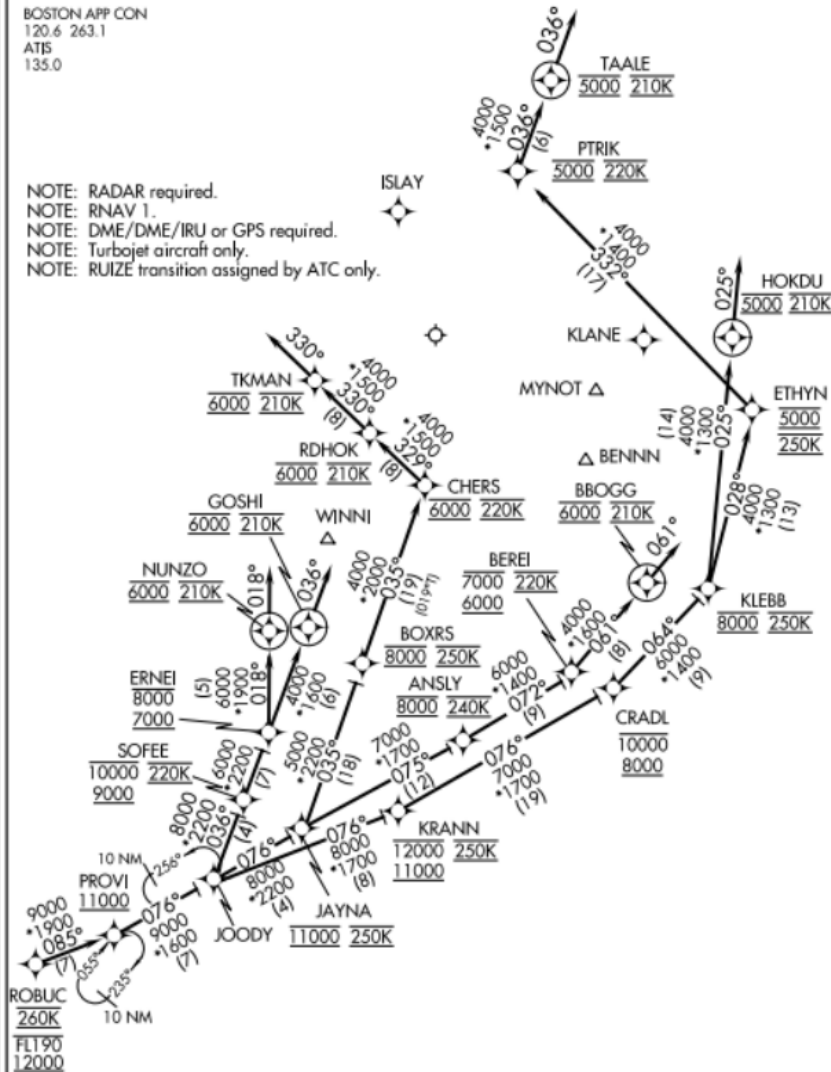 BOSTON APP CON
120.6 263.1
ATIS
135.0
036°
TAALE
5000 210K
4000
*1500
036°
(6)
PTRIK
5000 220K
ISLAY
NOTE: RADAR required.
NOTE: RNAV 1.
NOTE: DME/DME/IRU or GPS required.
NOTE: Turbojet aircraft only.
NOTE: RUIZE transition assigned by ATC only.
4000
*1400
332°
(17)
025°
HOKDU
5000 210K
KLANE
330°
TKMAN
6000 210K
4000
*1500
330°
(8)
MYNOT
ETHYN
5000
250K
(14)
4000
*1300
025°
RDHOK
6000 210K
4000
*1500
329°
(8)
BENNN
CHERS
6000 220K
BBOGG
6000 210K
028°
4000
*1300
(13)
GOSHI
6000 210K
WINNI
061°
NUNZO
6000 210K
018°
036°
4000
*2000
035°
(19)
(019°T)
BEREI
7000 220K
6000
KLEBB
8000 250K
4000
*1600
061°
(8)
064°
6000
*1400
(9)
BOXRS
8000 250K
ERNEI
8000
7000
(5)
6000
*1900
018°
4000
*1600
(6)
ANSLY
8000 240K
6000
*1400
072°
(9)
CRADL
10000
8000
SOFEE
10000 220K
9000
6000
*2200
(7)
5000
*2200
035°
(18)
7000
*1700
075°
(12)
076°
7000
*1700
(19)
8000
*2200
036°
(4)
KRANN
12000 250K
11000
076°
8000
*1700
(8)
10 NM
256°
076°
8000
*2200
(4)
PROVI
11000
JAYNA
11000 250K
JOODY
076°
9000
*1600
(7)
9000
*1900
085°
(7)
055°
235°
10 NM
ROBUC
260K
FL190
12000